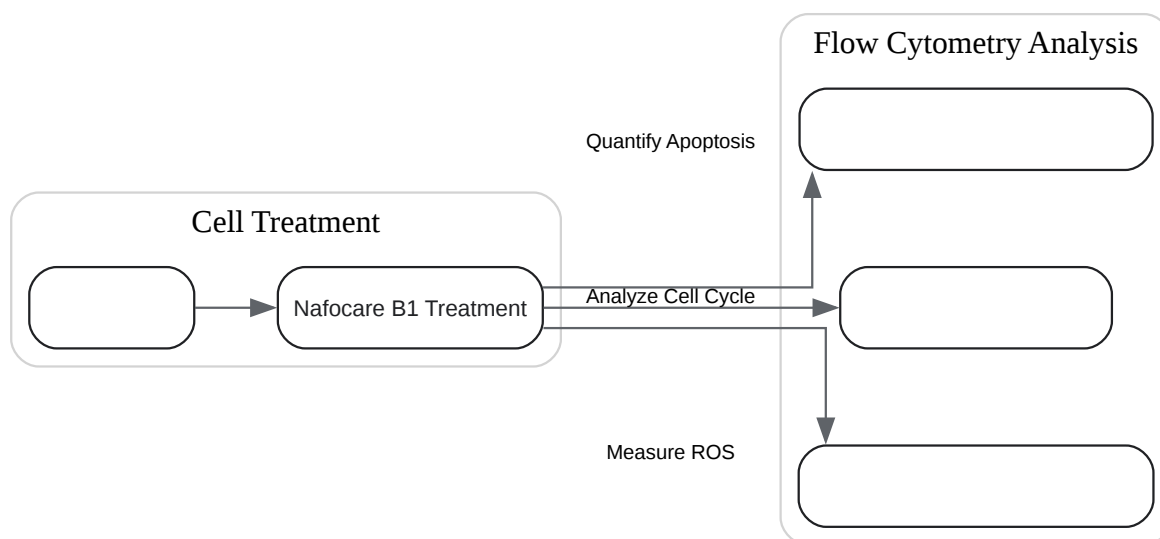 Flow Cytometry Analysis
Quantify Apoptosis
Cell Treatment
Nafocare B1 Treatment
Analyze Cell Cycle
Measure ROS